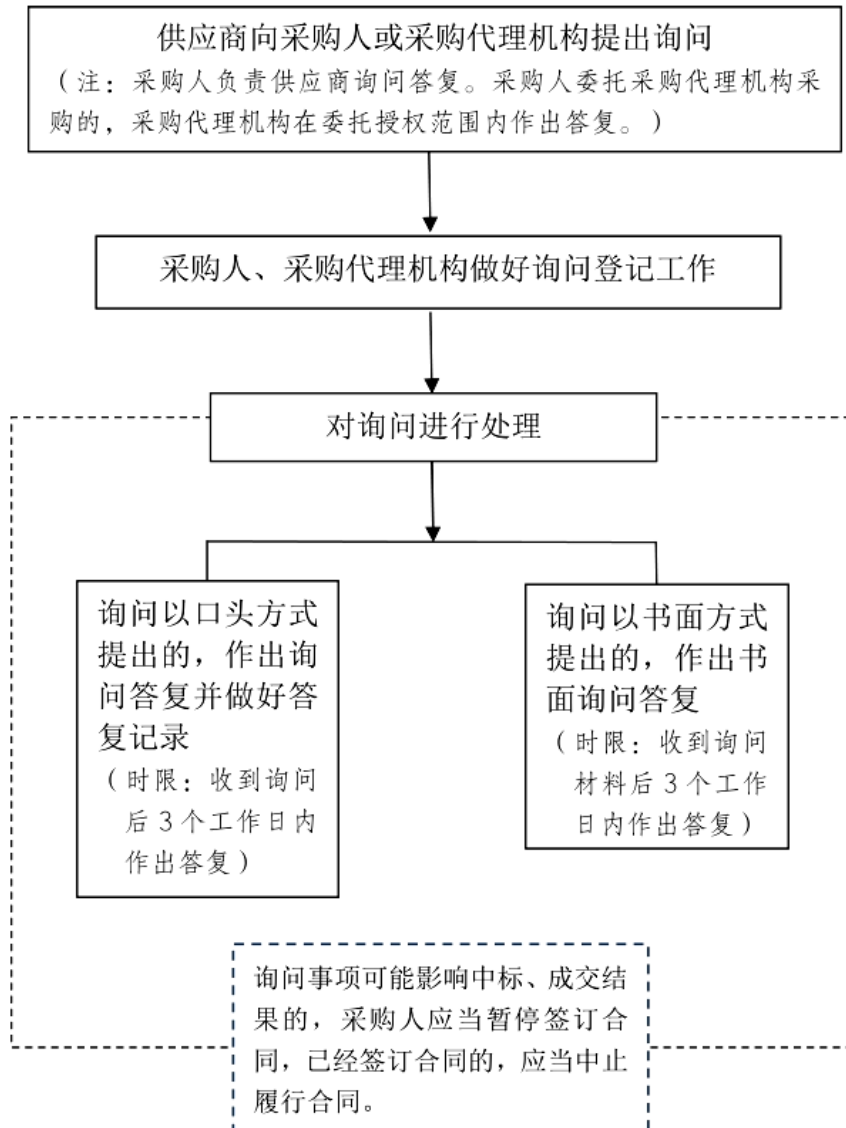 供应商向采购人或采购代理机构提出询问
（注：采购人负责供应商询问答复。采购人委托采购代理机构采
购的，采购代理机构在委托授权范围内作出答复。）
采购人、采购代理机构做好询问登记工作
对询问进行处理
询问以口头方式
提出的，作出询
问答复并做好答
复记录
（时限：收到询问
后3个工作日内
作出答复）
询问以书面方式
提出的，作出书
面询问答复
（时限：收到询问
材料后3个工作
日内作出答复）
询问事项可能影响中标、成交结
果的，采购人应当暂停签订合
同，已经签订合同的，应当中止
履行合同。